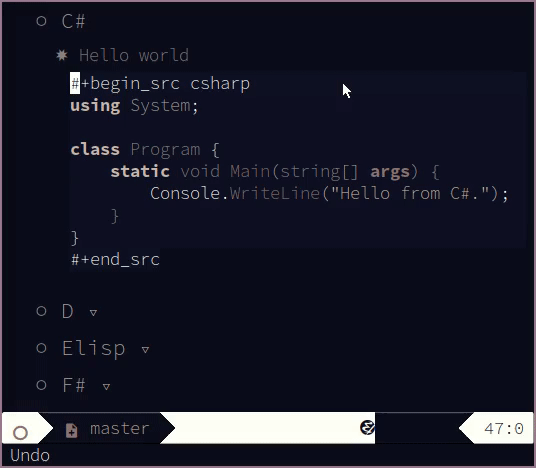 C#
Hello world
#+begin_src csharp
using System;
class Program {
static void Main(string[] args) {
Console.WriteLine("Hello from C#.");
}
}
#+end_src
D ▿
Elisp ▿
F# ▿
master
47:0
Undo